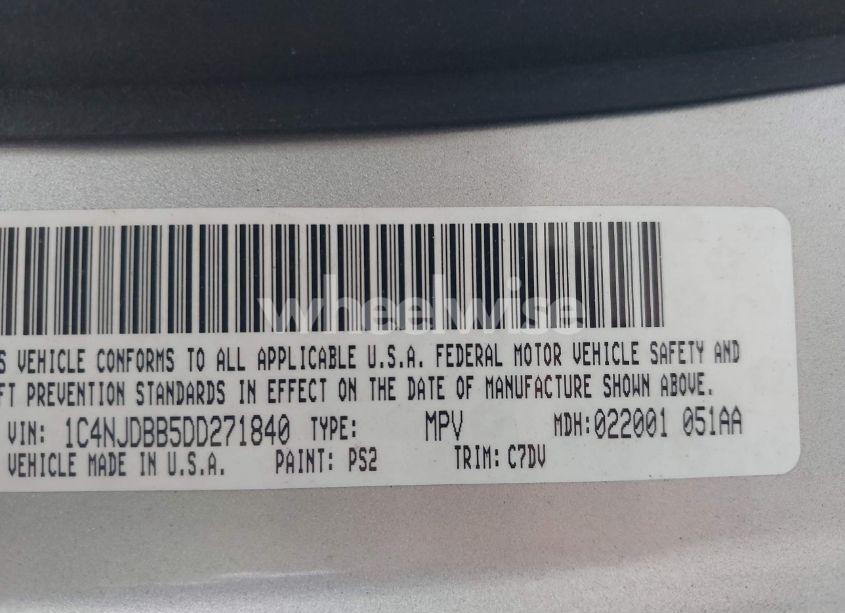 wheelwise
S VEHICLE CONFORMS TO ALL APPLICABLE U.S.A. FEDERAL MOTOR VEHICLE SAFETY AND
FT PREVENTION STANDARDS IN EFFECT ON THE DATE OF MANUFACTURE SHOWN ABOVE.
VIN: 1C4NJDBB5DD271840 TYPE: MPV MDH:022001 051AA
VEHICLE MADE IN U.S.A. PAINT: PS2 TRIM: C7DV